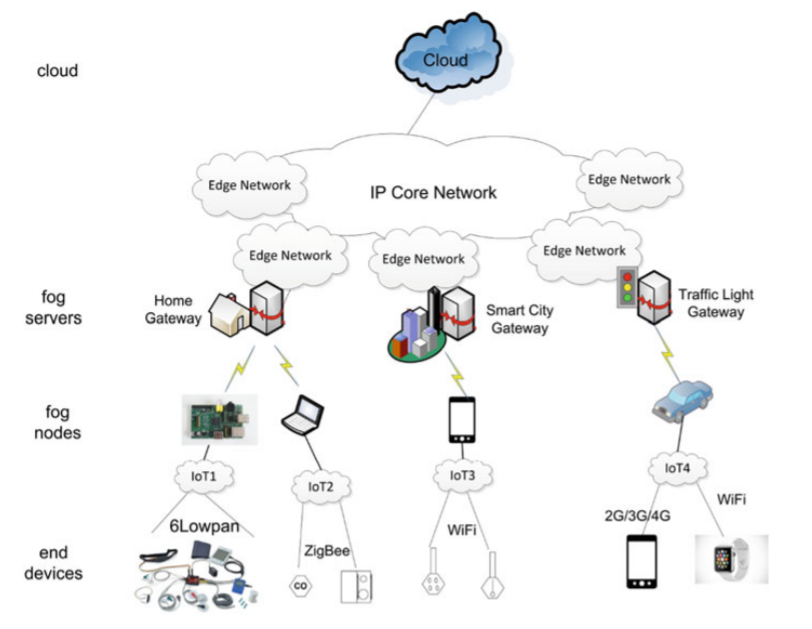 cloud
Cloud
Edge Network
IP Core Network
Edge Network
Edge Network
Edge Network
Edge Network
fog
servers
Home
Gateway
Smart City
Gateway
Traffic Light
Gateway
fog
nodes
IoT1
IoT2
IoT3
IoT4
6Lowpan
ZigBee
WiFi
2G/3G/4G
WiFi
end
devices
CO